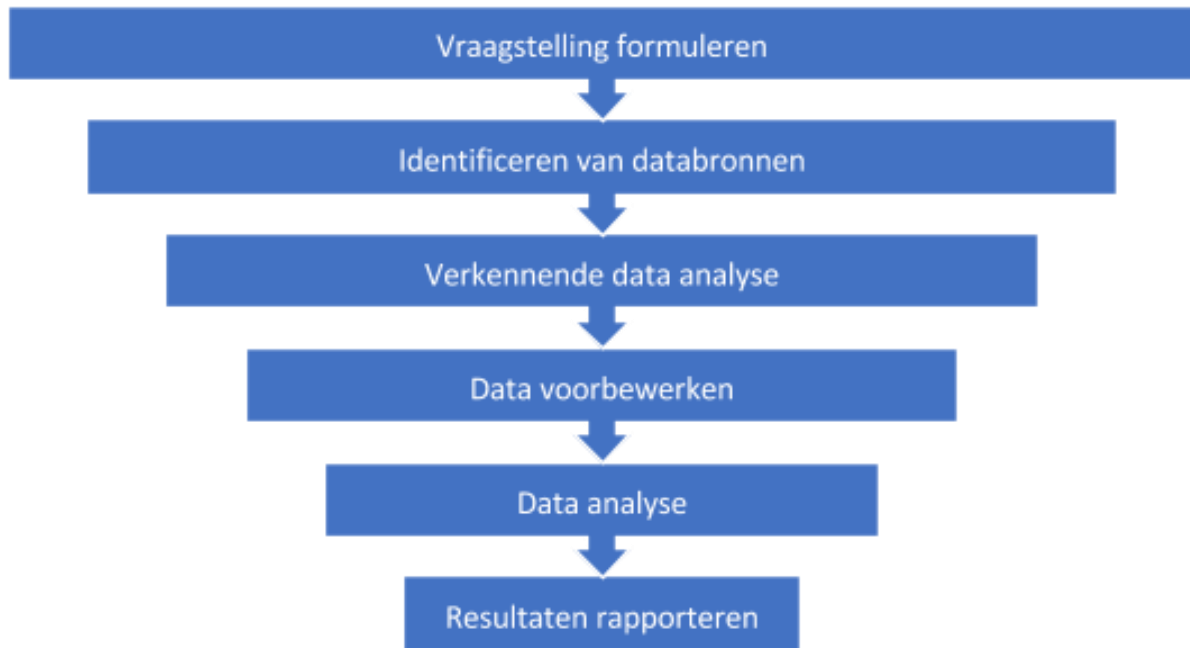 Vraagstelling formuleren
Identificeren van databronnen
Verkennende data analyse
Data voorbewerken
Data analyse
Resultaten rapporteren